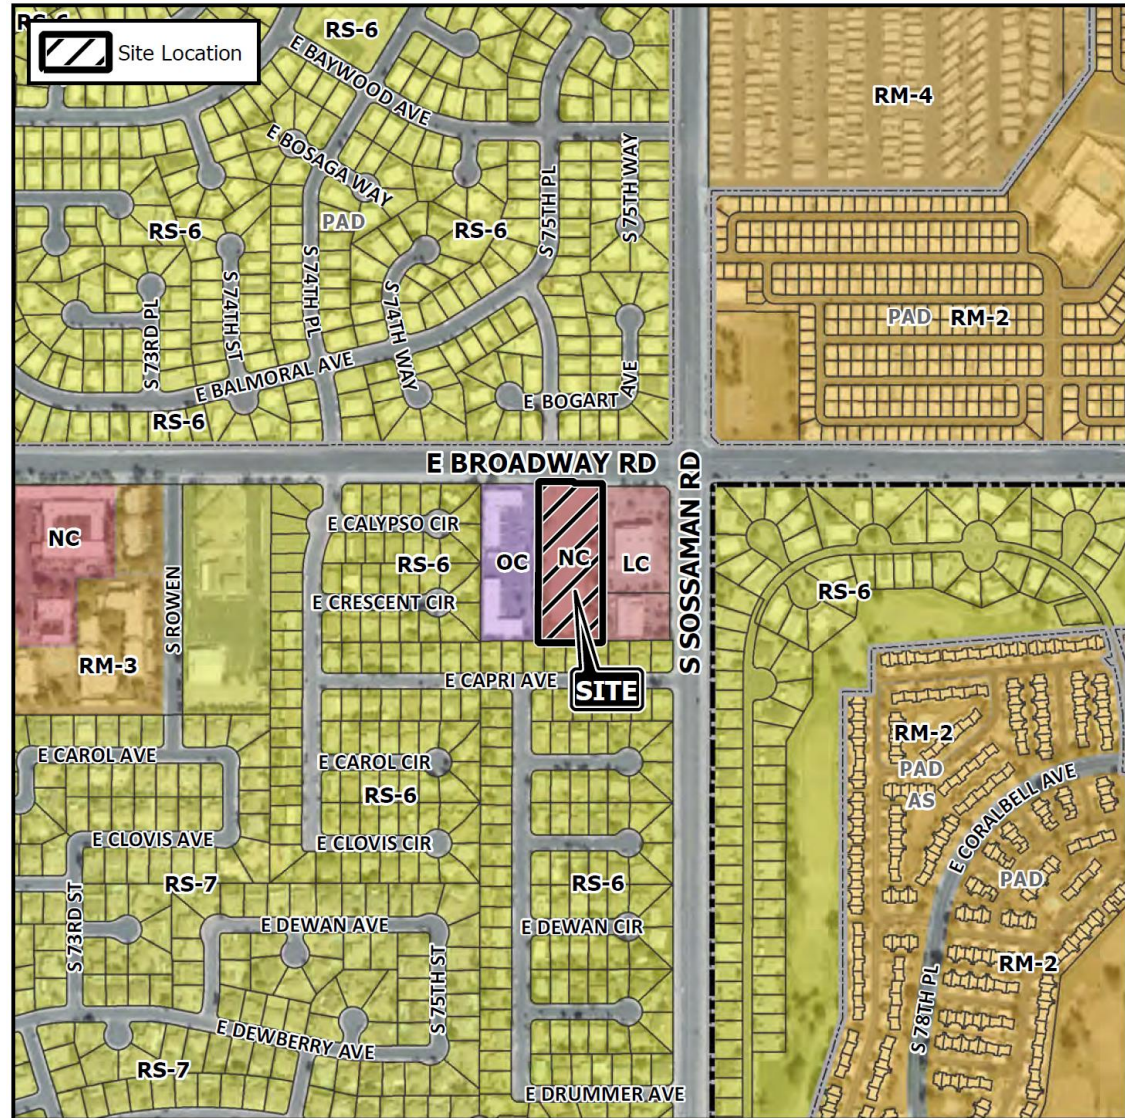 RS-6
Site Location
RS-6
E BAYWOOD AVE
RM-4
E BOSAGA WAY
S 75TH WAY
S 75TH PL
PAD
RS-6
RS-6
S 74TH PL
S 74TH ST
S 73RD PL
S 74TH WAY
PAD
RM-2
E BALMORAL AVE
E BOGART AVE
RS-6
E BROADWAY RD
S SOSSAMAN RD
NC
E CALYPSO CIR
RS-6
OC
NC
LC
S ROWEN
E CRESCENT CIR
RS-6
RM-3
E CAPRI AVE
SITE
E CAROL AVE
E CAROL CIR
RS-6
RM-2
PAD
AS
E CORALBELL AVE
E CLOVIS AVE
E CLOVIS CIR
RS-7
RS-6
PAD
E DEWAN AVE
E DEWAN CIR
S 73RD ST
S 75TH ST
RM-2
S 78TH PL
E DEWBERRY AVE
RS-7
E DRUMMER AVE